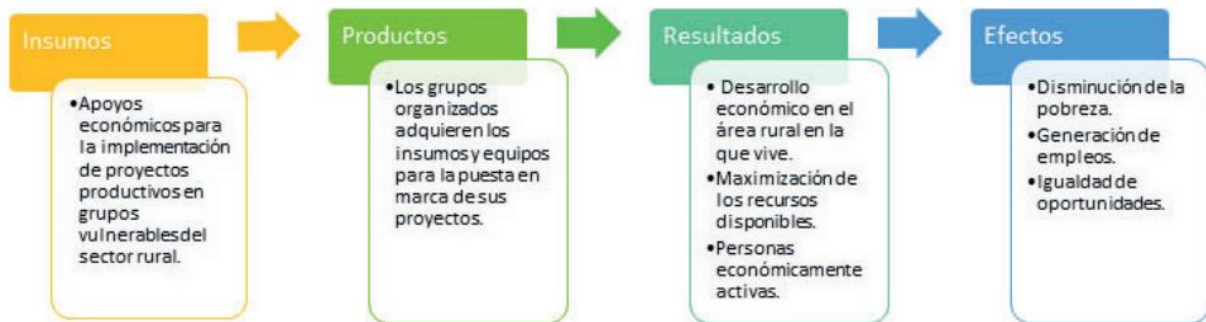 Insumos
•Apoyos
económicos para
la implementación
de proyectos
productivos en
grupos
vulnerables del
sector rural.
Productos
•Los grupos
organizados
adquieren los
insumos y equipos
para la puesta en
marca de sus
proyectos.
Resultados
• Desarrollo
económico en el
área rural en la
que vive.
•Maximización de
los recursos
disponibles.
•Personas
económicamente
activas.
Efectos
•Disminución de la
pobreza.
•Generación de
empleos.
•Igualdad de
oportunidades.